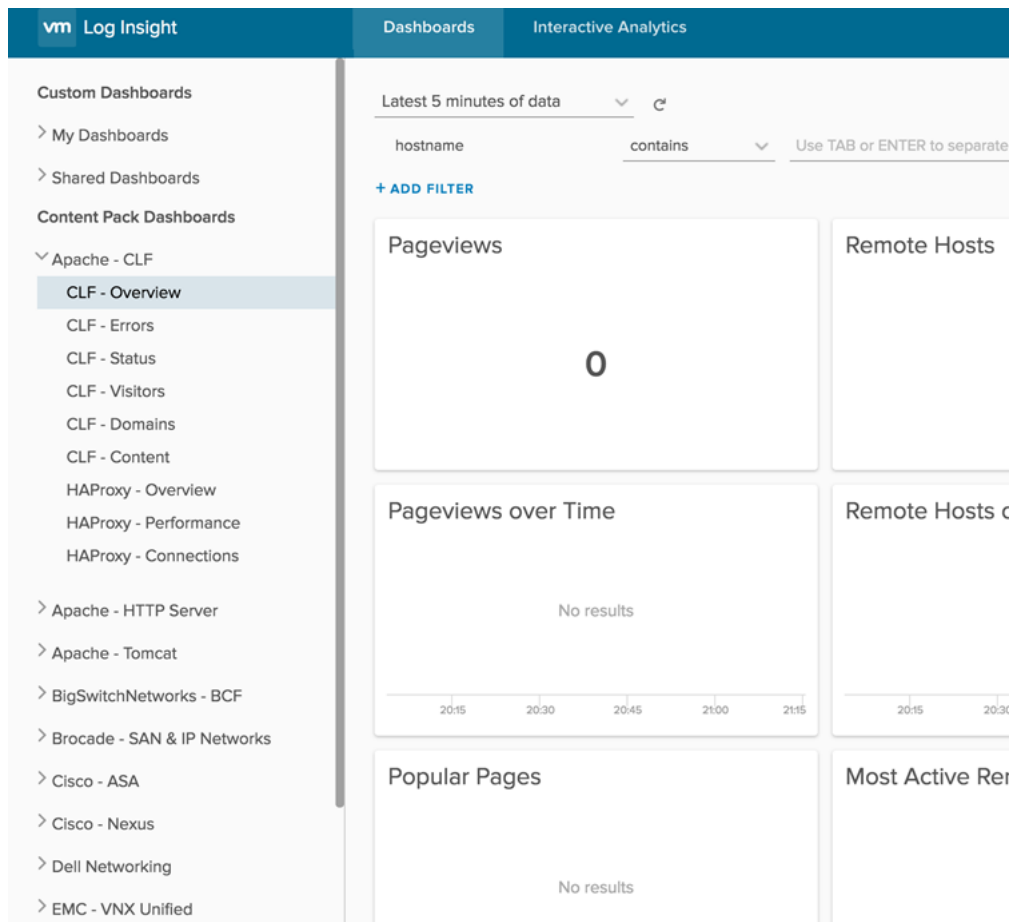 vm Log Insight
Dashboards
Interactive Analytics
Custom Dashboards
My Dashboards
Shared Dashboards
Content Pack Dashboards
Apache - CLF
CLF - Overview
CLF - Errors
CLF - Status
CLF - Visitors
CLF - Domains
CLF - Content
HAProxy - Overview
HAProxy - Performance
HAProxy - Connections
Apache - HTTP Server
Apache - Tomcat
BigSwitchNetworks - BCF
Brocade - SAN & IP Networks
Cisco - ASA
Cisco - Nexus
Dell Networking
EMC - VNX Unified
Latest 5 minutes of data
hostname contains Use TAB or ENTER to separate
+ ADD FILTER
Pageviews
0
Remote Hosts
Pageviews over Time
No results
20:15 20:30 20:45 21:00 21:15
Remote Hosts
20:15 20:30
Popular Pages
No results
Most Active